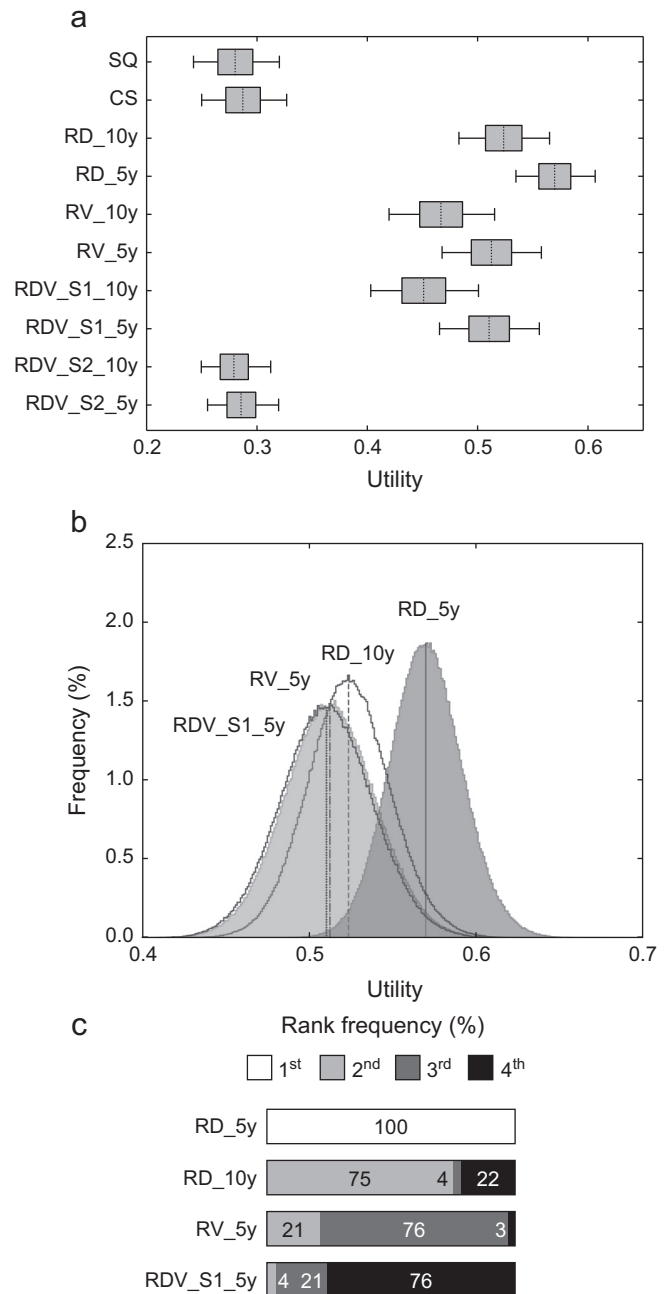 a
SQ
CS
RD_10y
RD_5y
RV_10y
RV_5y
RDV_S1_10y
RDV_S1_5y
RDV_S2_10y
RDV_S2_5y
0.2 0.3 0.4 0.5 0.6
Utility
b
2.5
2.0
1.5
1.0
0.5
0.0
Frequency (%)
RD_5y
RD_10y
RV_5y
RDV_S1_5y
0.4 0.5 0.6 0.7
Utility
c
Rank frequency (%)
1st 2nd 3rd 4th
RD_5y 100
RD_10y 75 4 22
RV_5y 21 76 3
RDV_S1_5y 4 21 76